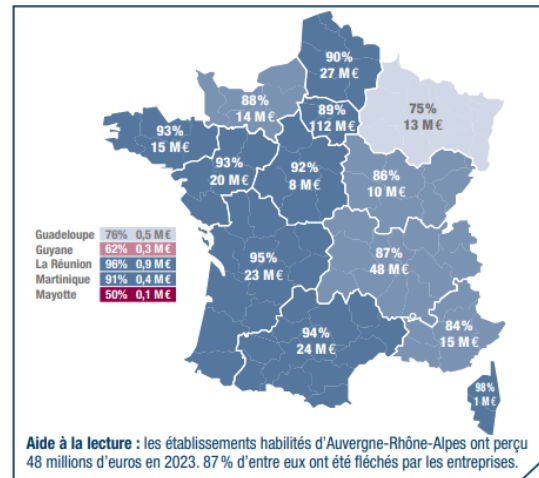 90%
27 M€
88%
14 M€
89%
112 M€
75%
13 M€
93%
15 M€
93%
20 M€
92%
8 M€
86%
10 M€
Guadeloupe 76% 0,5 M€
Guyane 62% 0,3 M€
La Réunion 96% 0,9 M€
Martinique 91% 0,4 M€
Mayotte 50% 0,1 M€
95%
23 M€
87%
48 M€
94%
24 M€
84%
15 M€
98%
1 M€
Aide à la lecture : les établissements habilités d'Auvergne-Rhône-Alpes ont perçu
48 millions d'euros en 2023. 87 % d'entre eux ont été fléchés par les entreprises.